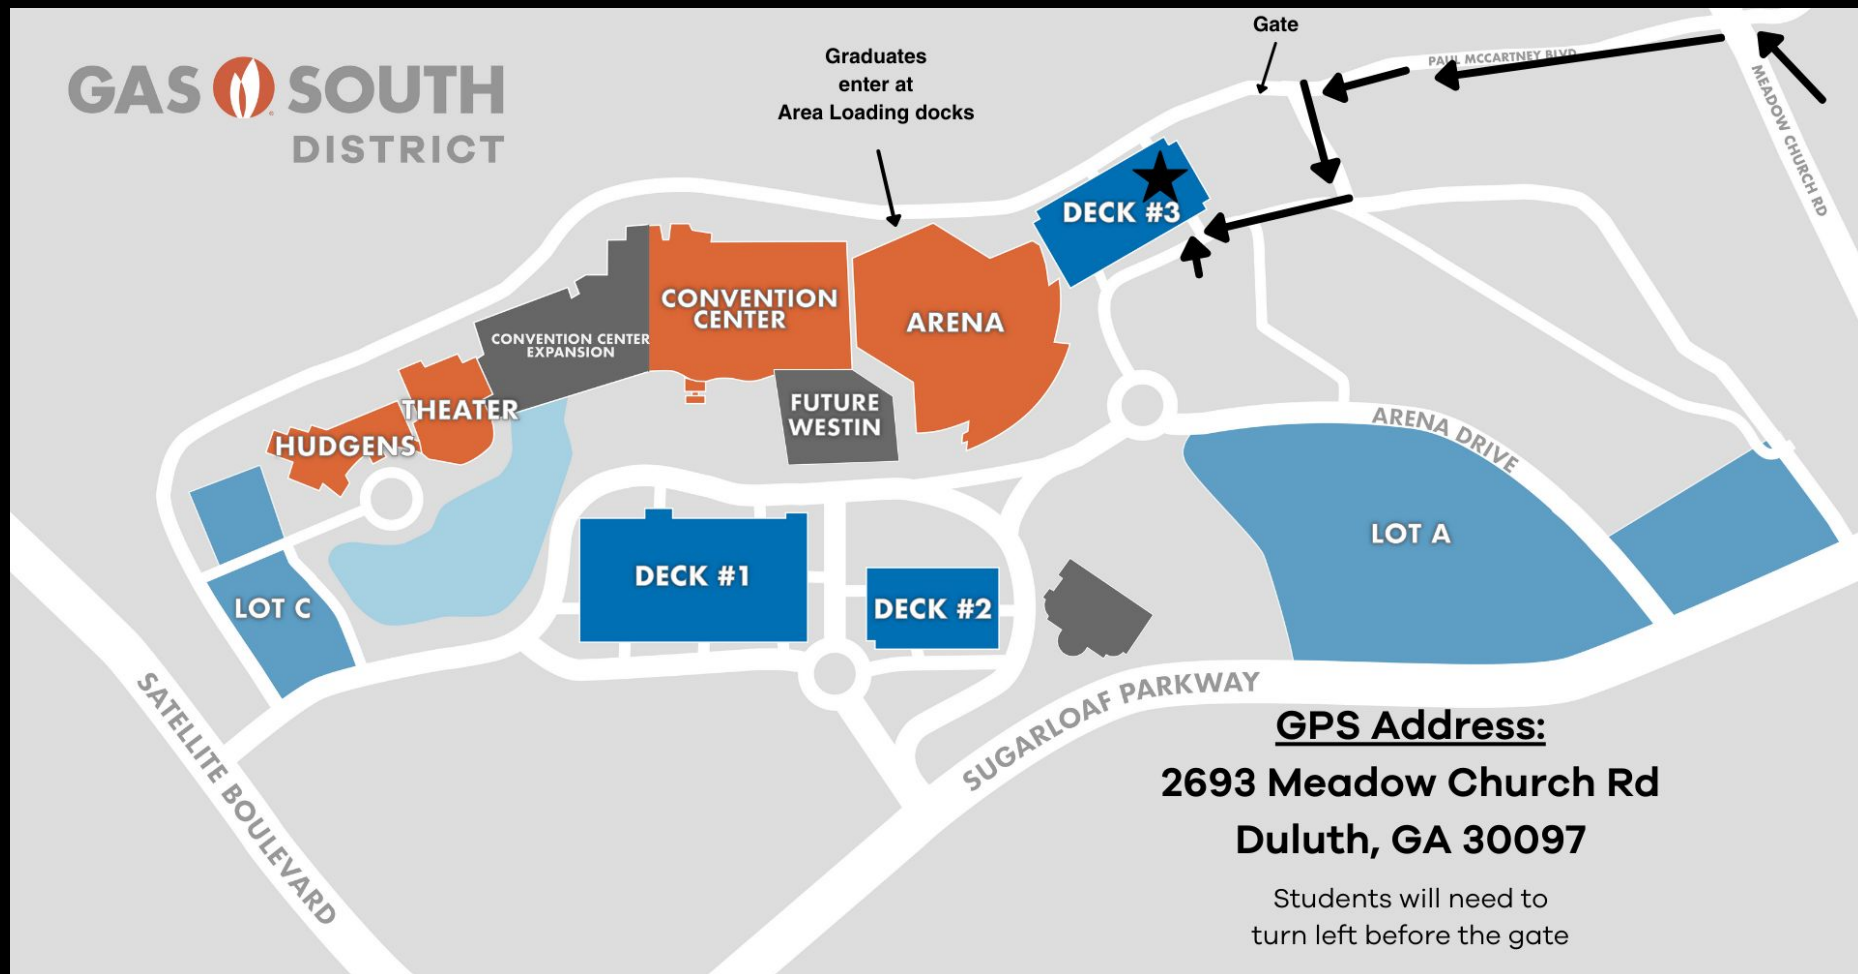 GAS SOUTH
DISTRICT
Graduates
enter at
Area Loading docks
Gate
PAUL MCCARTNEY BLVD
MEADOW CHURCH RD
DECK #3
CONVENTION
CENTER
ARENA
CONVENTION CENTER
EXPANSION
THEATER
HUDGENS
FUTURE
WESTIN
ARENA DRIVE
LOT A
DECK #1
DECK #2
LOT C
SATELLITE BOULEVARD
SUGARLOAF PARKWAY
GPS Address:
2693 Meadow Church Rd
Duluth, GA 30097
Students will need to
turn left before the gate